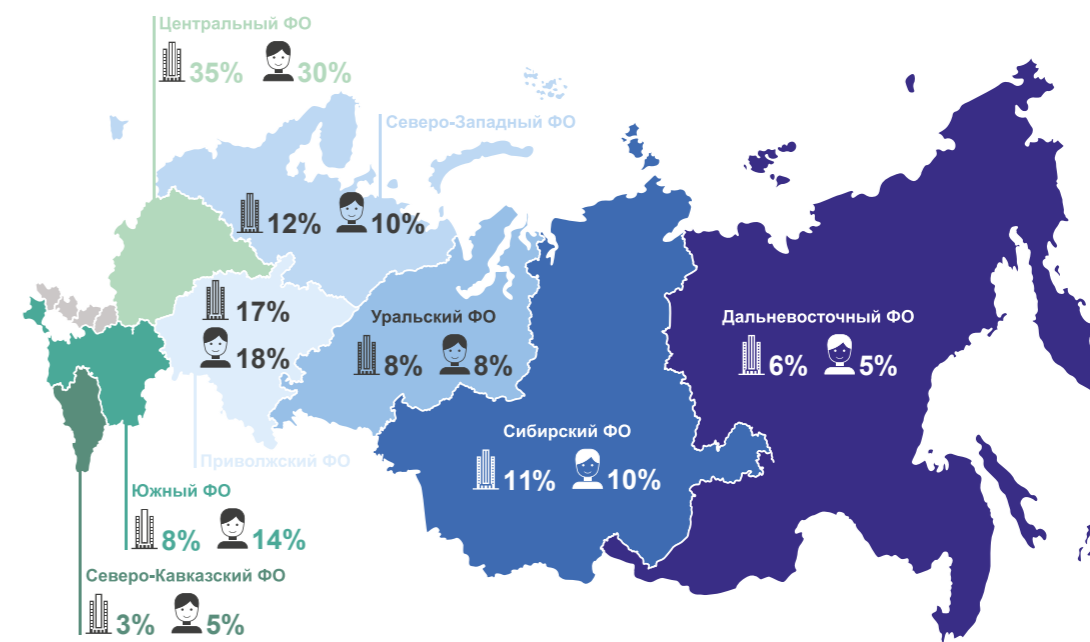 Центральный ФО
35% 30%
Северо-Западный ФО
12% 10%
17%
18%
Приволжский ФО
Уральский ФО
8% 8%
Дальневосточный ФО
6% 5%
Сибирский ФО
11% 10%
Южный ФО
8% 14%
Северо-Кавказский ФО
3% 5%